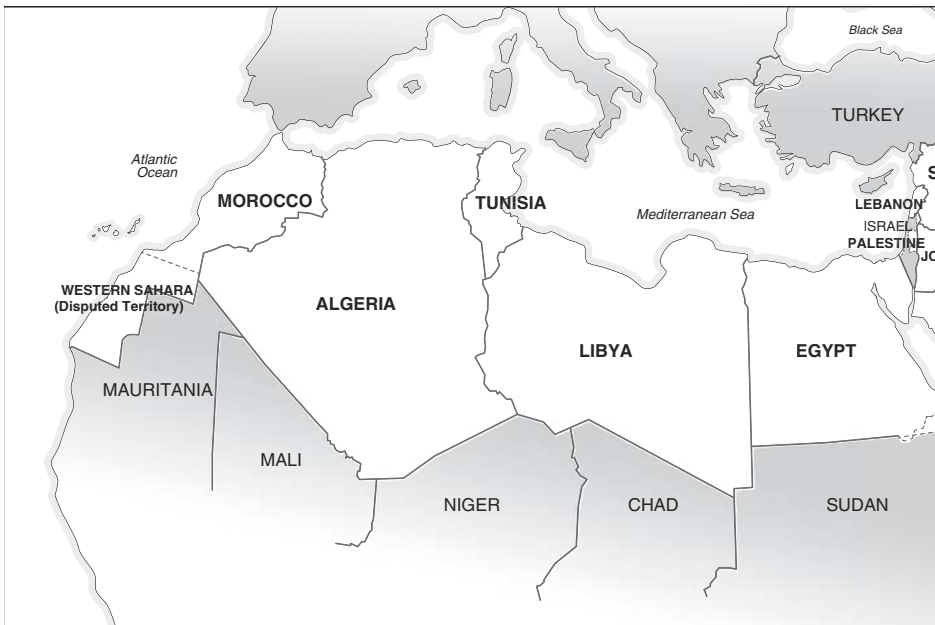 Black Sea
TURKEY
Atlantic
Ocean
S
MOROCCO
TUNISIA
LEBANON
Mediterranean Sea
ISRAEL
PALESTINE
JO
WESTERN SAHARA
(Disputed Territory)
ALGERIA
LIBYA
EGYPT
MAURITANIA
MALI
NIGER
CHAD
SUDAN